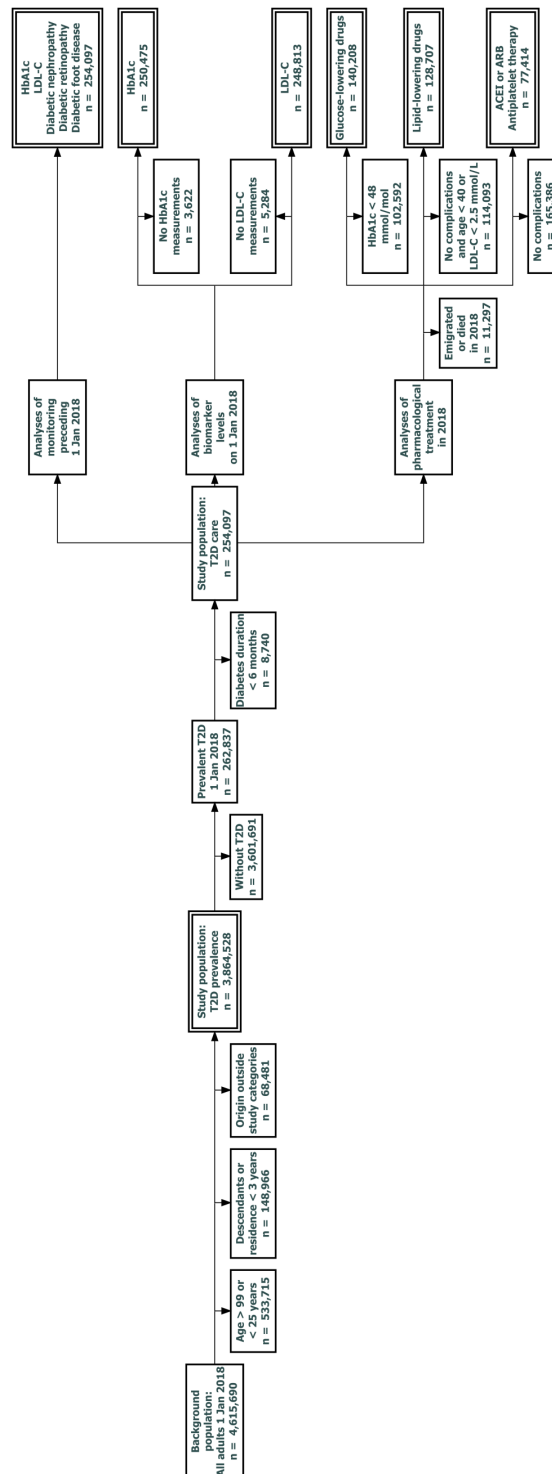 Background
population:
All adults 1 Jan 2018
n = 4,615,690
Age > 99 or
< 25 years
n = 533,715
Descendants or
residence < 3 years
n = 148,966
Origin outside
study categories
n = 68,481
Study population:
T2D prevalence
n = 3,864,528
Without T2D
n = 3,601,691
Prevalent T2D
1 Jan 2018
n = 262,837
Diabetes duration
< 6 months
n = 8,740
Study population:
T2D care
n = 254,097
Analyses of
monitoring
preceding
1 Jan 2018
HbA1c
LDL-C
Diabetic nephropathy
Diabetic retinopathy
Diabetic foot disease
n = 254,097
Analyses of
biomarker
levels
on 1 Jan 2018
No HbA1c
measurements
n = 3,622
HbA1c
n = 250,475
No LDL-C
measurements
n = 5,284
LDL-C
n = 248,813
Analyses of
pharmacological
treatment
in 2018
Emigrated
or died
in 2018
n = 11,297
HbA1c < 48
mmol/mol
n = 102,592
Glucose-lowering drugs
n = 140,208
No complications
and age < 40 or
LDL-C < 2.5 mmol/L
n = 114,093
Lipid-lowering drugs
n = 128,707
No complications
n = 165,386
ACEI or ARB
Antiplatelet therapy
n = 77,414